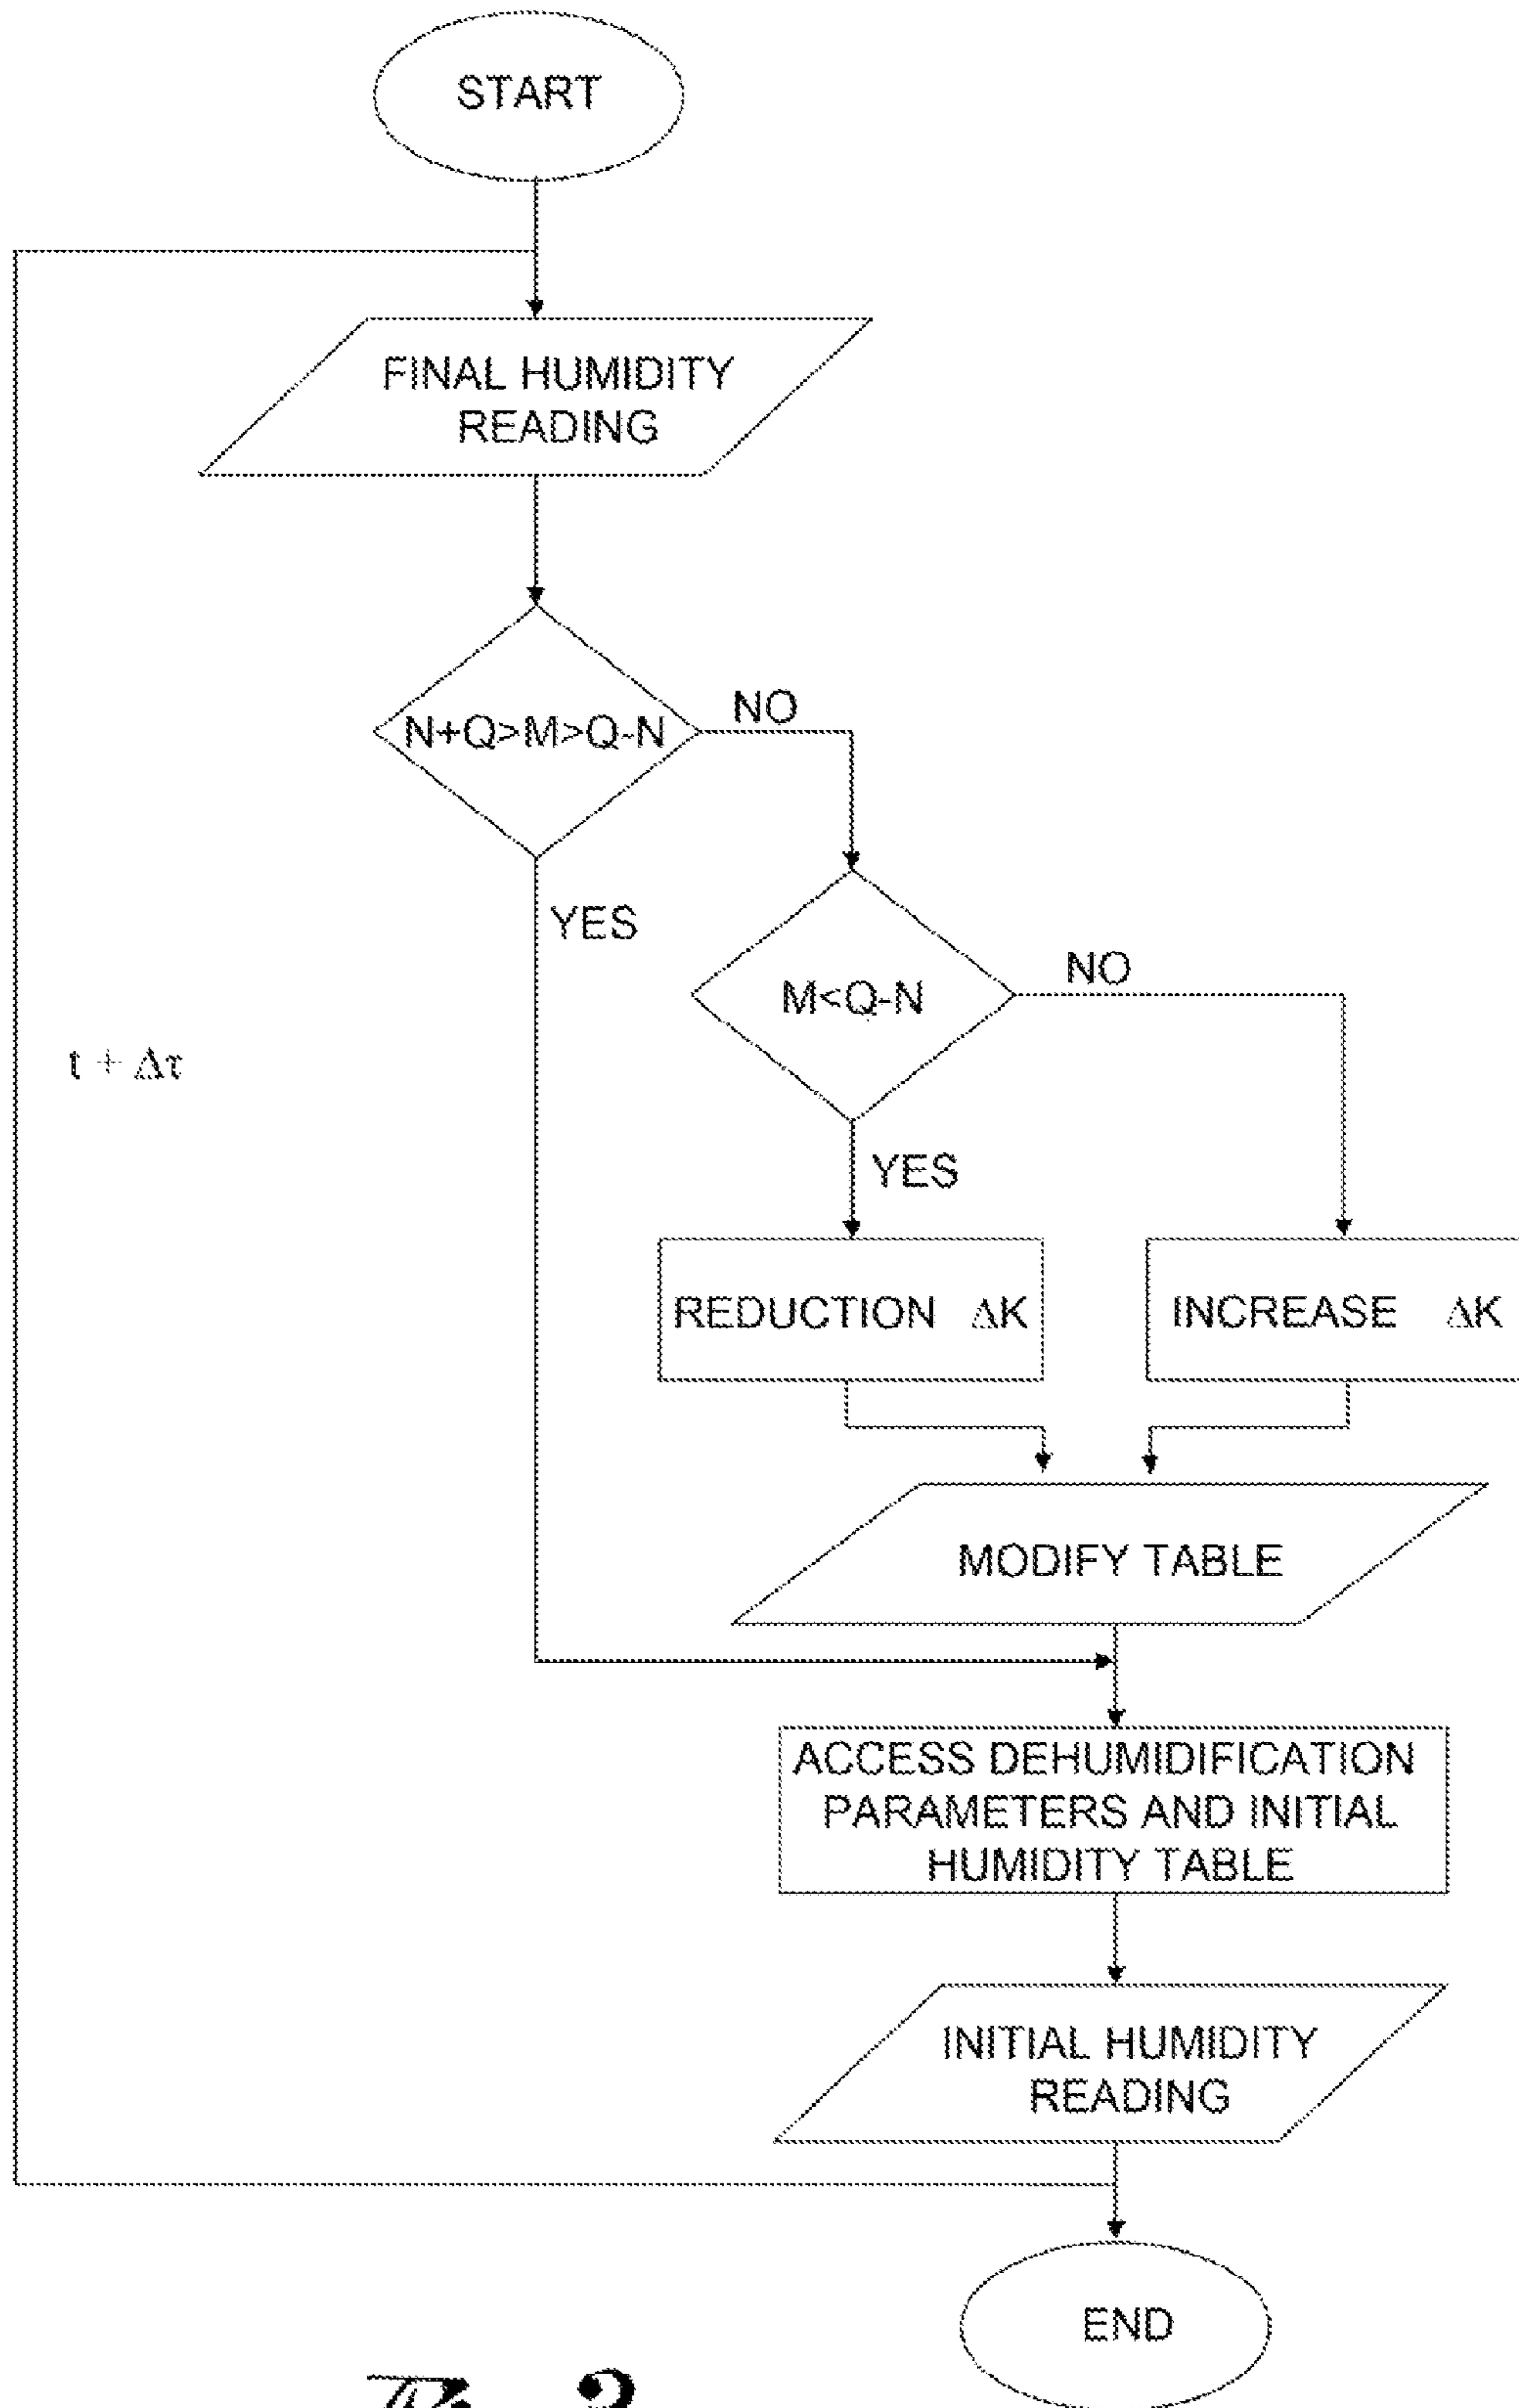 START
FINAL HUMIDITY
READING
N+Q>M>Q-N
NO
YES
M<Q-N
NO
t + Δτ
YES
REDUCTION ΔK
INCREASE ΔK
MODIFY TABLE
ACCESS DEHUMIDIFICATION
PARAMETERS AND INITIAL
HUMIDITY TABLE
INITIAL HUMIDITY
READING
END